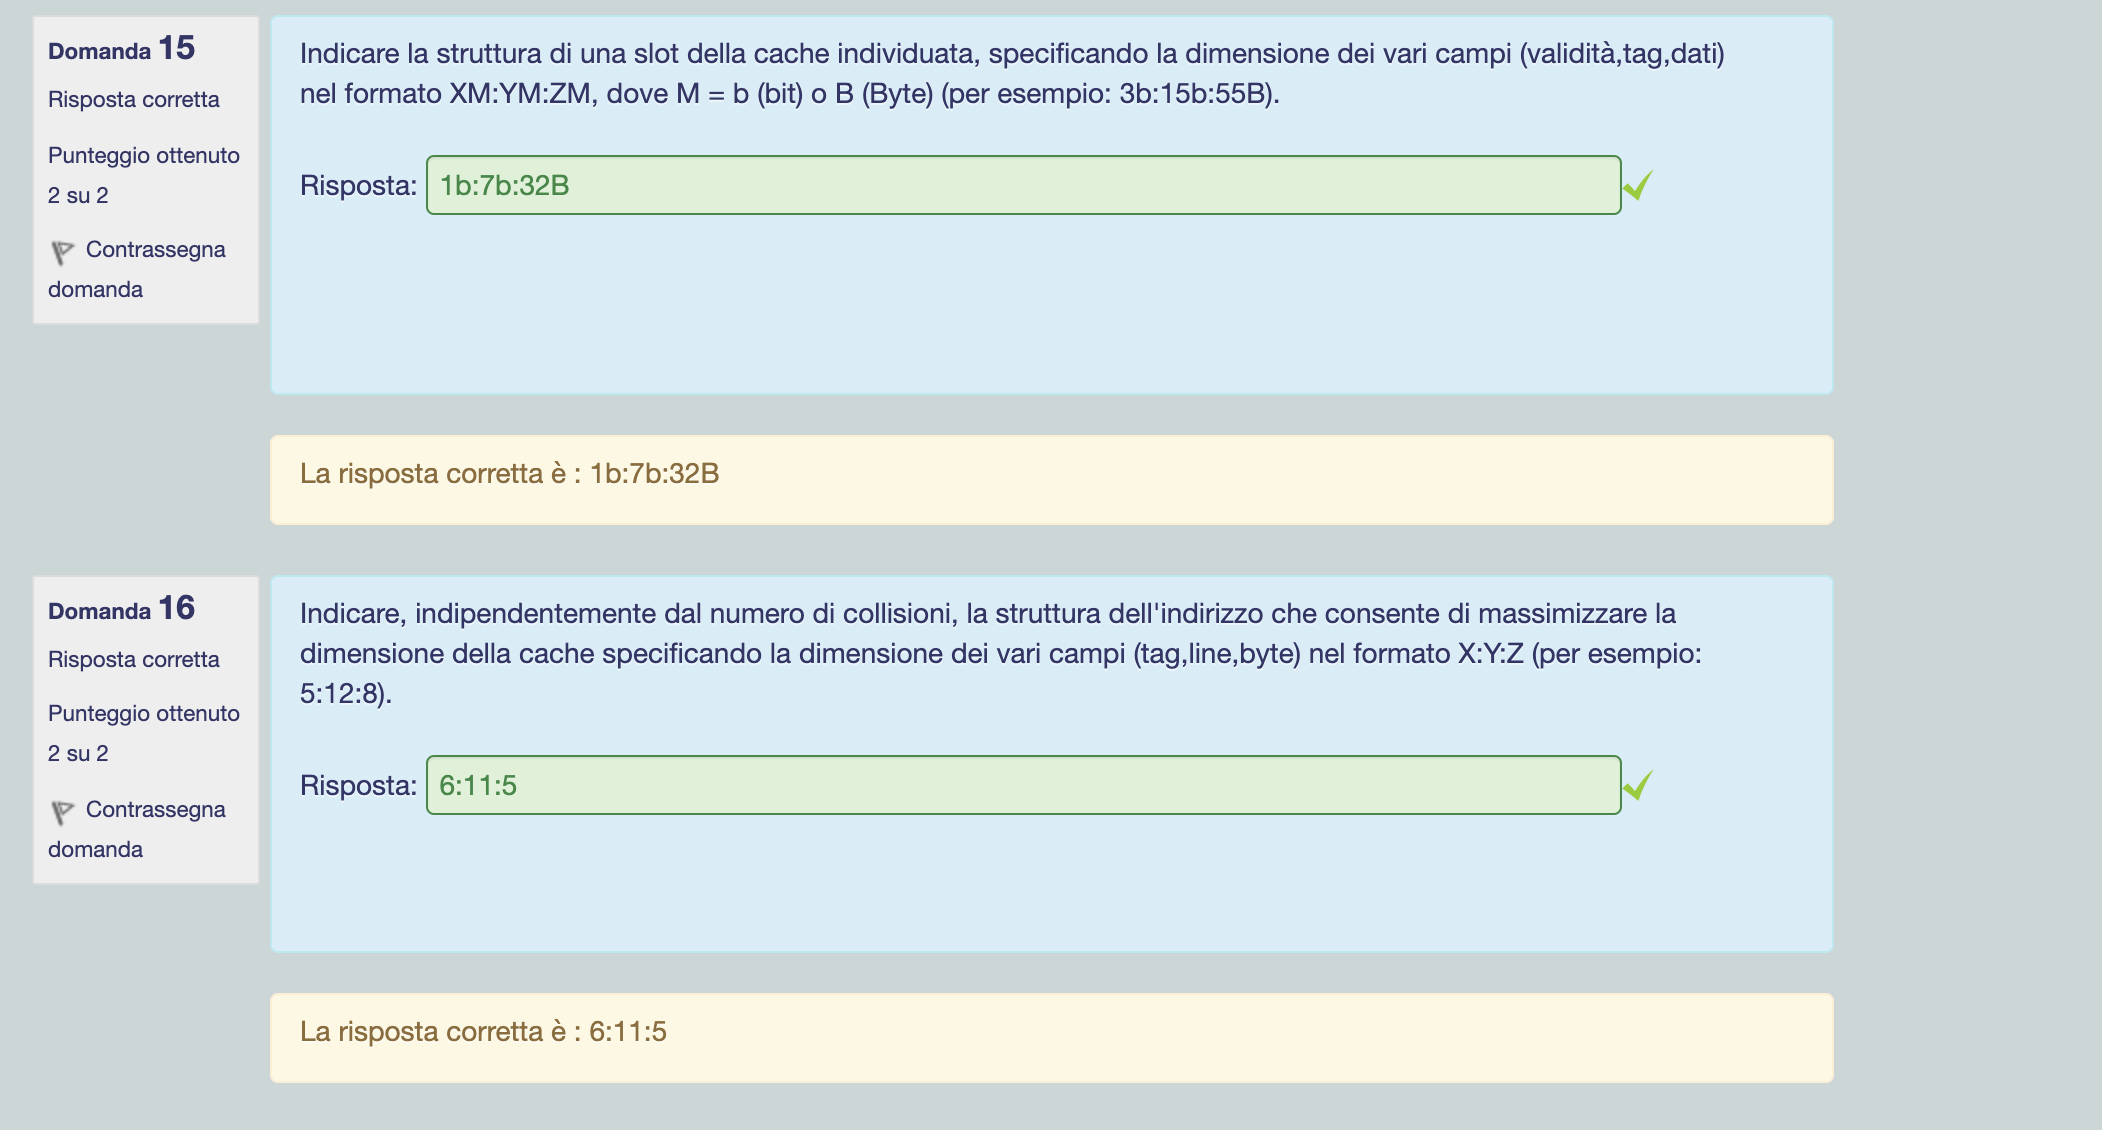 Domanda 15
Risposta corretta
Punteggio ottenuto
2 su 2
Contrassegna
domanda
Indicare la struttura di una slot della cache individuata, specificando la dimensione dei vari campi (validità,tag,dati)
nel formato XM:YM:ZM, dove M = b (bit) o B (Byte) (per esempio: 3b:15b:55B).
Risposta: 1b:7b:32B
La risposta corretta è : 1b:7b:32B
Domanda 16
Risposta corretta
Punteggio ottenuto
2 su 2
Contrassegna
domanda
Indicare, indipendentemente dal numero di collisioni, la struttura dell'indirizzo che consente di massimizzare la
dimensione della cache specificando la dimensione dei vari campi (tag,line,byte) nel formato X:Y:Z (per esempio:
5:12:8).
Risposta: 6:11:5
La risposta corretta è : 6:11:5